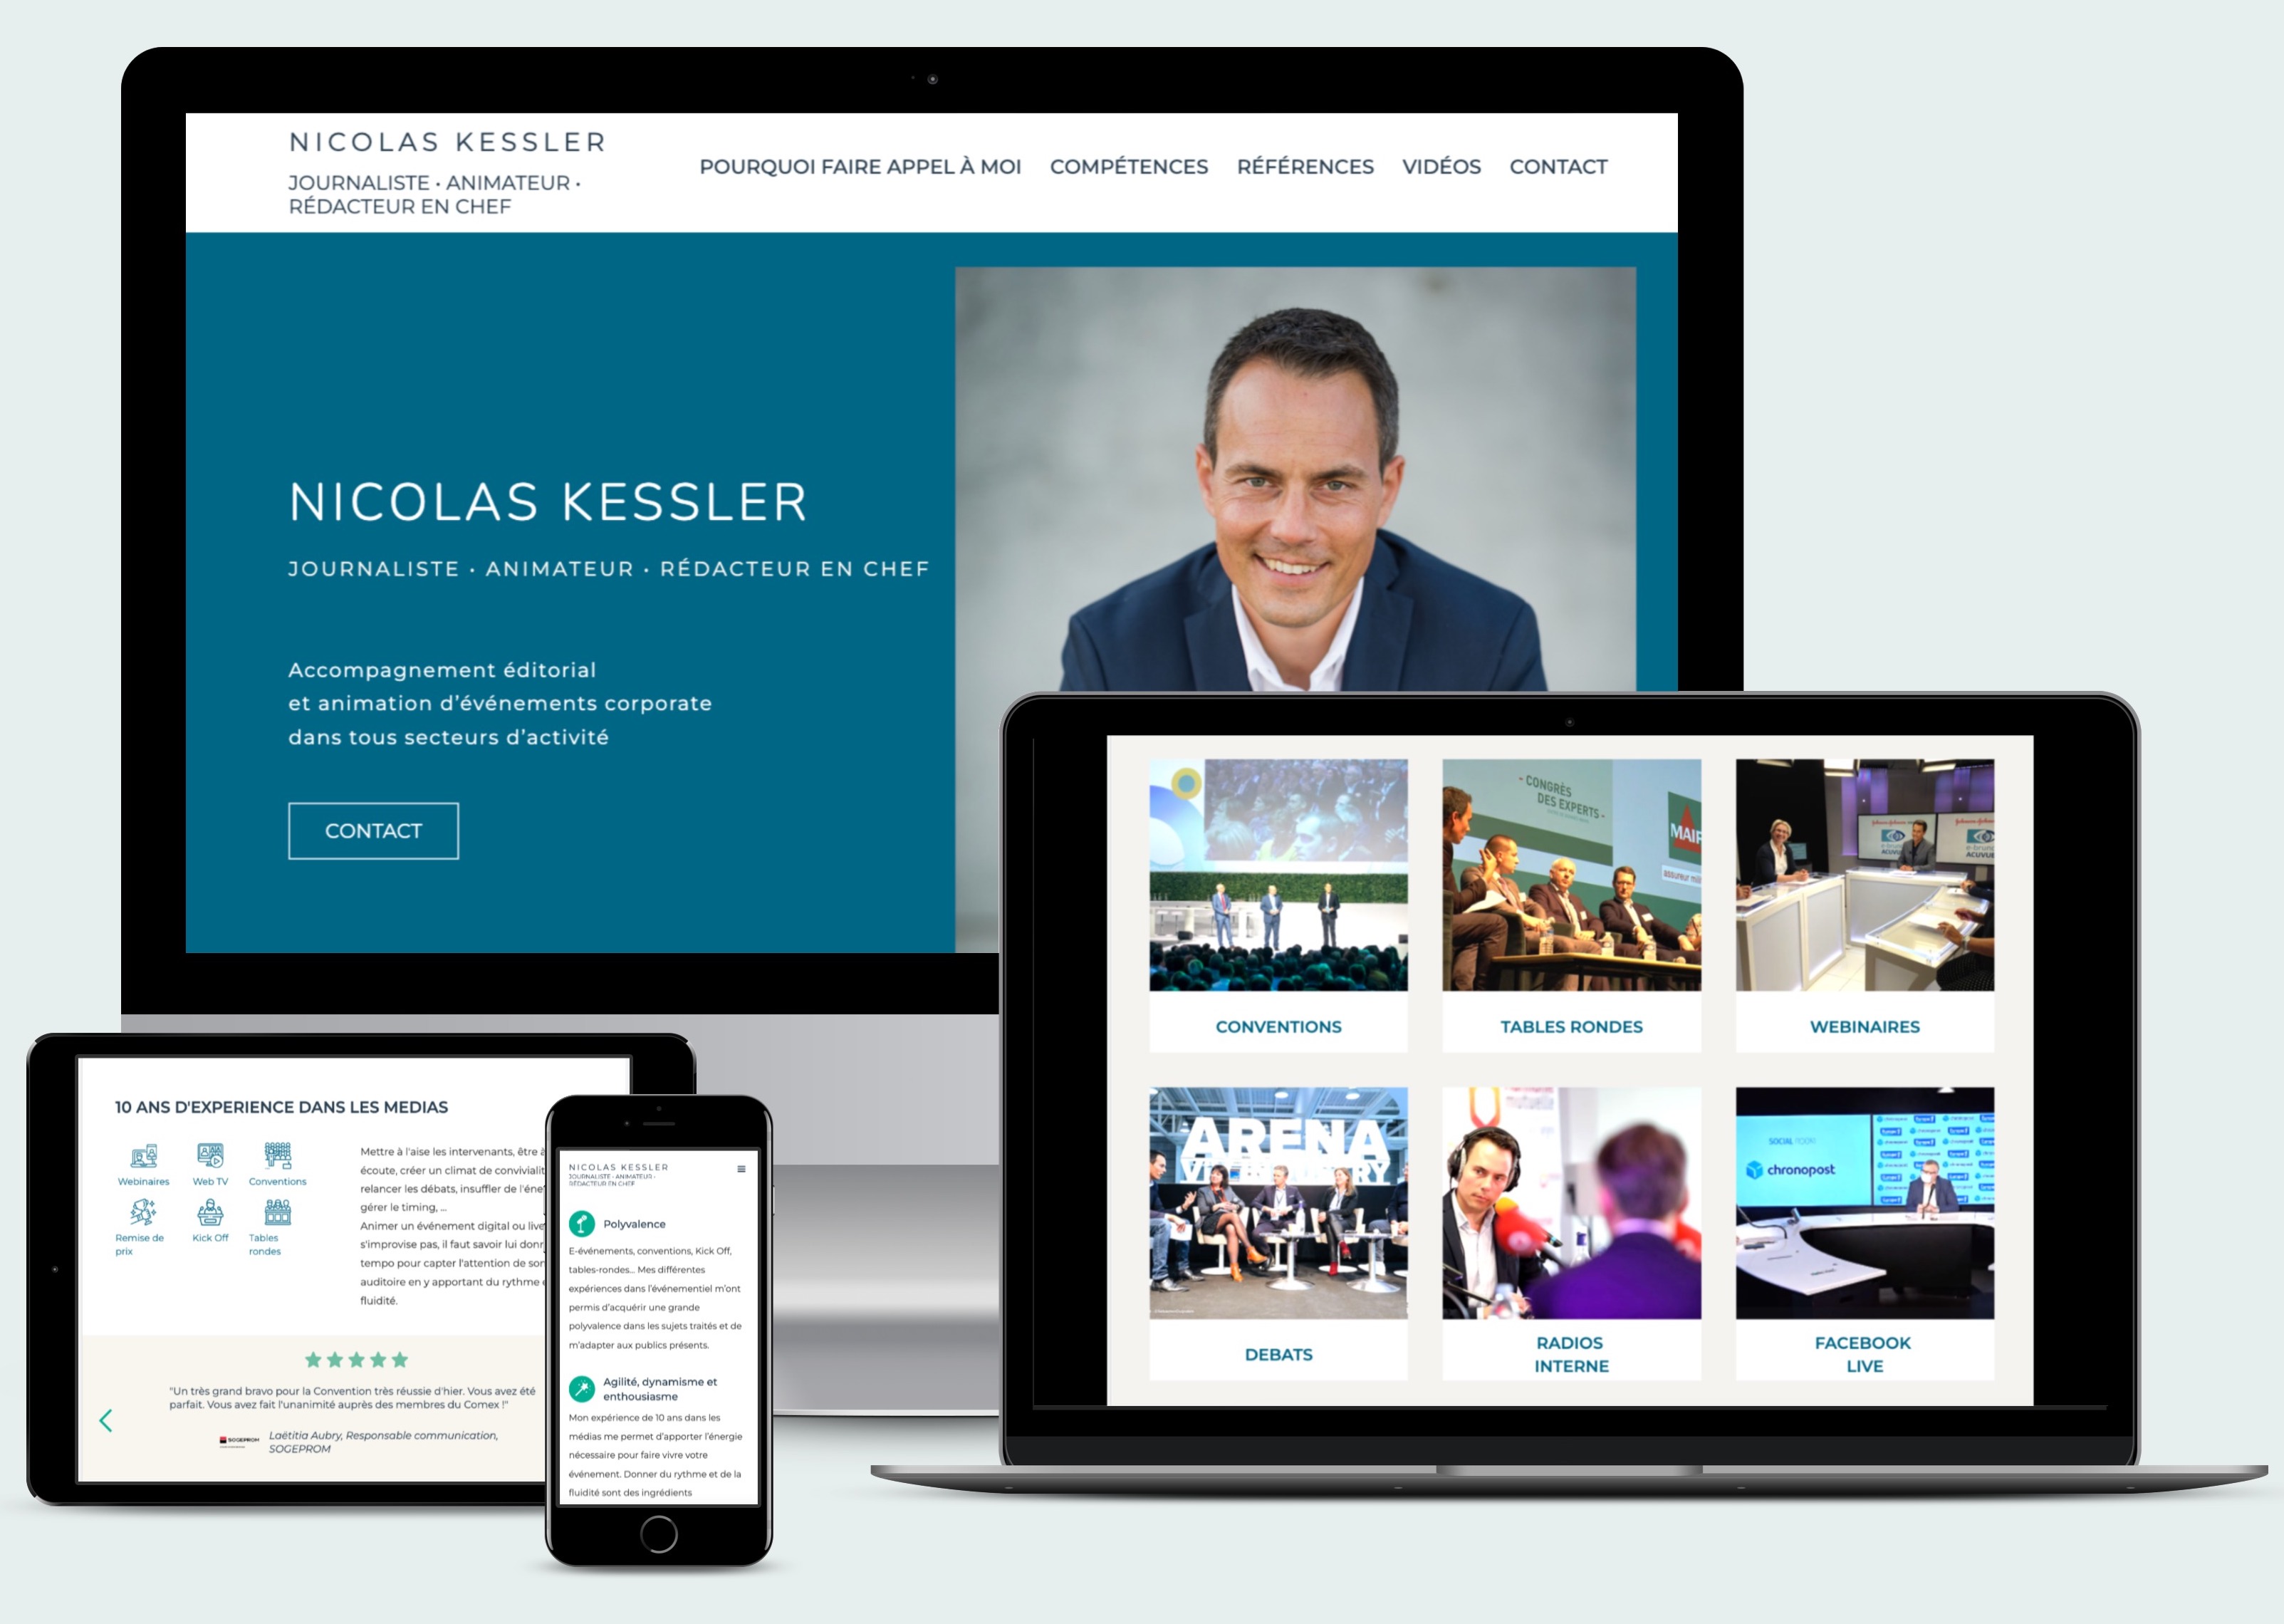 NICOLAS KESSLER
JOURNALISTE • ANIMATEUR •
RÉDACTEUR EN CHEF
POURQUOI FAIRE APPEL À MOI
COMPÉTENCES
RÉFÉRENCES
VIDÉOS
CONTACT
NICOLAS KESSLER
JOURNALISTE • ANIMATEUR • RÉDACTEUR EN CHEF
Accompagnement éditorial
et animation d’événements corporate
dans tous secteurs d’activité
CONTACT
- CONGRÈS
DES EXPERTS -
MAIF
ACUVUE
CONVENTIONS
TABLES RONDES
WEBINAIRES
ARENA
SOCIAL
chronopost
DEBATS
RADIOS
INTERNE
FACEBOOK
LIVE
10 ANS D'EXPERIENCE DANS LES MEDIAS
Webinaires
Web TV
Conventions
Remise de
prix
Kick Off
Tables
rondes
Mettre à l'aise les intervenants, être à
écoute, créer un climat de convivialit
relancer les débats, insuffler de l'éne
gérer le timing, ...
Animer un événement digital ou live
s'improvise pas, il faut savoir lui donr
tempo pour capter l'attention de sor
auditoire en y apportant du rythme
fluidité.
"Un très grand bravo pour la Convention très réussie d'hier. Vous avez été
parfait. Vous avez fait l'unanimité auprès des membres du Comex !"
SOGEPROM
Laëtitia Aubry, Responsable communication,
SOGEPROM
NICOLAS KESSLER
JOURNALISTE • ANIMATEUR •
RÉDACTEUR EN CHEF
Polyvalence
E-événements, conventions, Kick Off,
tables-rondes... Mes différentes
expériences dans l’événementiel m’ont
permis d’acquérir une grande
polyvalence dans les sujets traités et de
m’adapter aux publics présents.
Agilité, dynamisme et
enthousiasme
Mon expérience de 10 ans dans les
médias me permet d’apporter l’énergie
nécessaire pour faire vivre votre
événement. Donner du rythme et de la
fluidité sont des ingrédients